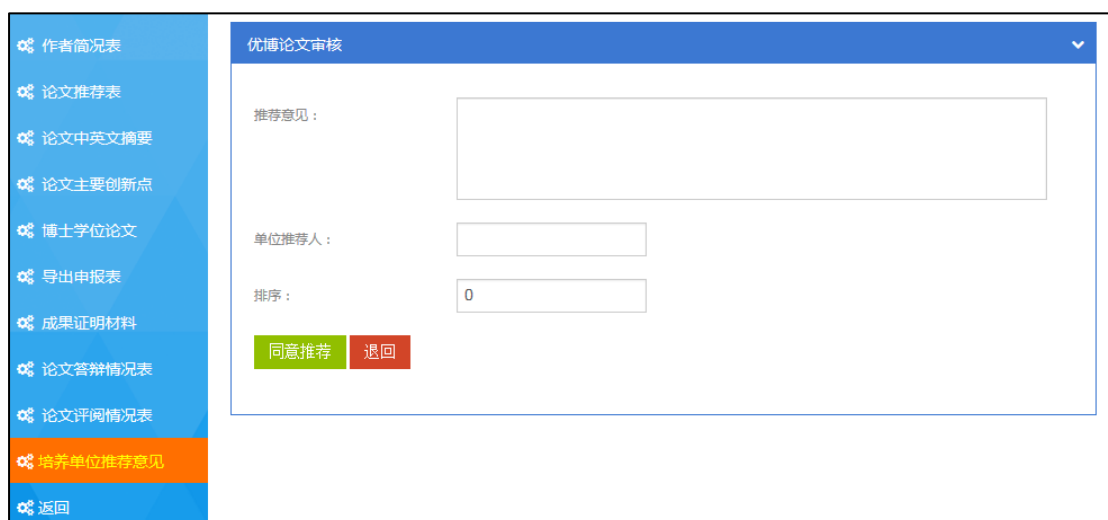 作者简况表
论文推荐表
论文中英文摘要
论文主要创新点
博士学位论文
导出申报表
成果证明材料
论文答辩情况表
论文评阅情况表
培养单位推荐意见
返回
优博论文审核
推荐意见：
单位推荐人：
排序：
0
同意推荐 退回